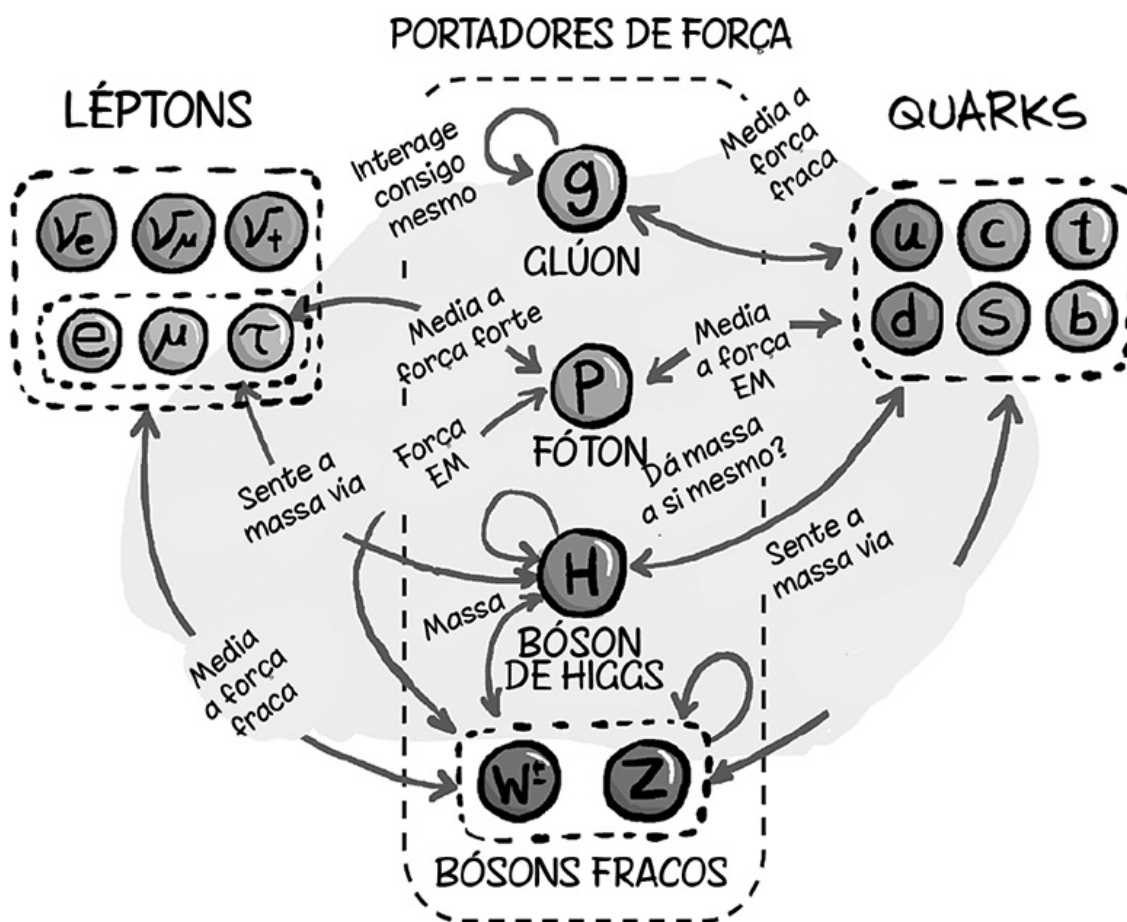 PORTADORES DE FORÇA
LÉPTONS
QUARKS
Interage
consigo
mesmo
g
GLÚON
Media a
força
fraca
νe νμ ντ
e μ τ
u c t
d s b
Media a
força forte
P
FÓTON
Media
a força
EM
Força
EM
Sente a
massa via
Dá massa
a si mesmo?
H
BÓSON
DE HIGGS
Massa
Sente a
massa via
Media
a força
fraca
W± Z
BÓSONS FRACOS